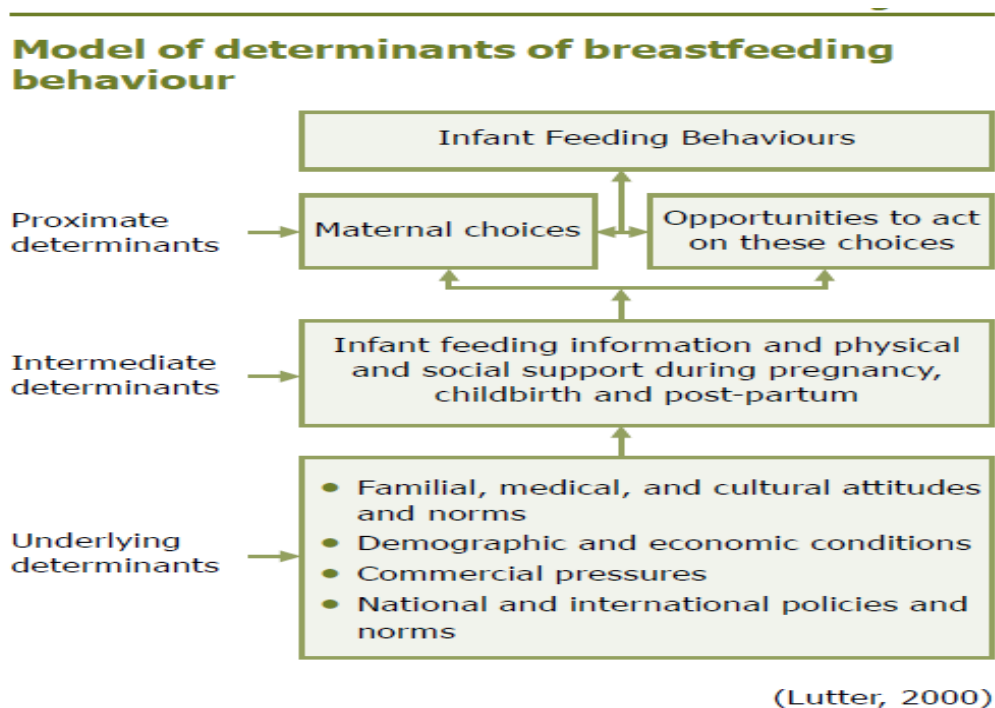 Model of determinants of breastfeeding
behaviour
Infant Feeding Behaviours
Proximate
determinants
Maternal choices
Opportunities to act
on these choices
Intermediate
determinants
Infant feeding information and physical
and social support during pregnancy,
childbirth and post-partum
Underlying
determinants
• Familial, medical, and cultural attitudes
and norms
• Demographic and economic conditions
• Commercial pressures
• National and international policies and
norms
(Lutter, 2000)